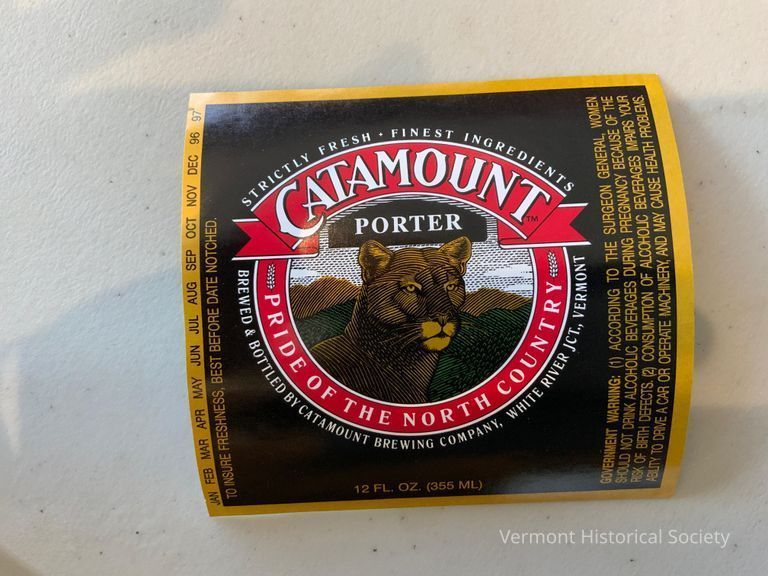 STRICTLY FRESH • FINEST INGREDIENTS
CATAMOUNT™
PORTER
PRIDE OF THE NORTH COUNTRY
BREWED & BOTTLED BY CATAMOUNT BREWING COMPANY, WHITE RIVER JCT., VERMONT
12 FL. OZ. (355 ML)
JAN FEB MAR APR MAY JUN JUL AUG SEP OCT NOV DEC 96 97
TO INSURE FRESHNESS, BEST BEFORE DATE NOTCHED.
GOVERNMENT WARNING: (1) ACCORDING TO THE SURGEON GENERAL, WOMEN
SHOULD NOT DRINK ALCOHOLIC BEVERAGES DURING PREGNANCY BECAUSE OF THE
RISK OF BIRTH DEFECTS. (2) CONSUMPTION OF ALCOHOLIC BEVERAGES IMPAIRS YOUR
ABILITY TO DRIVE A CAR OR OPERATE MACHINERY, AND MAY CAUSE HEALTH PROBLEMS.
Vermont Historical Society